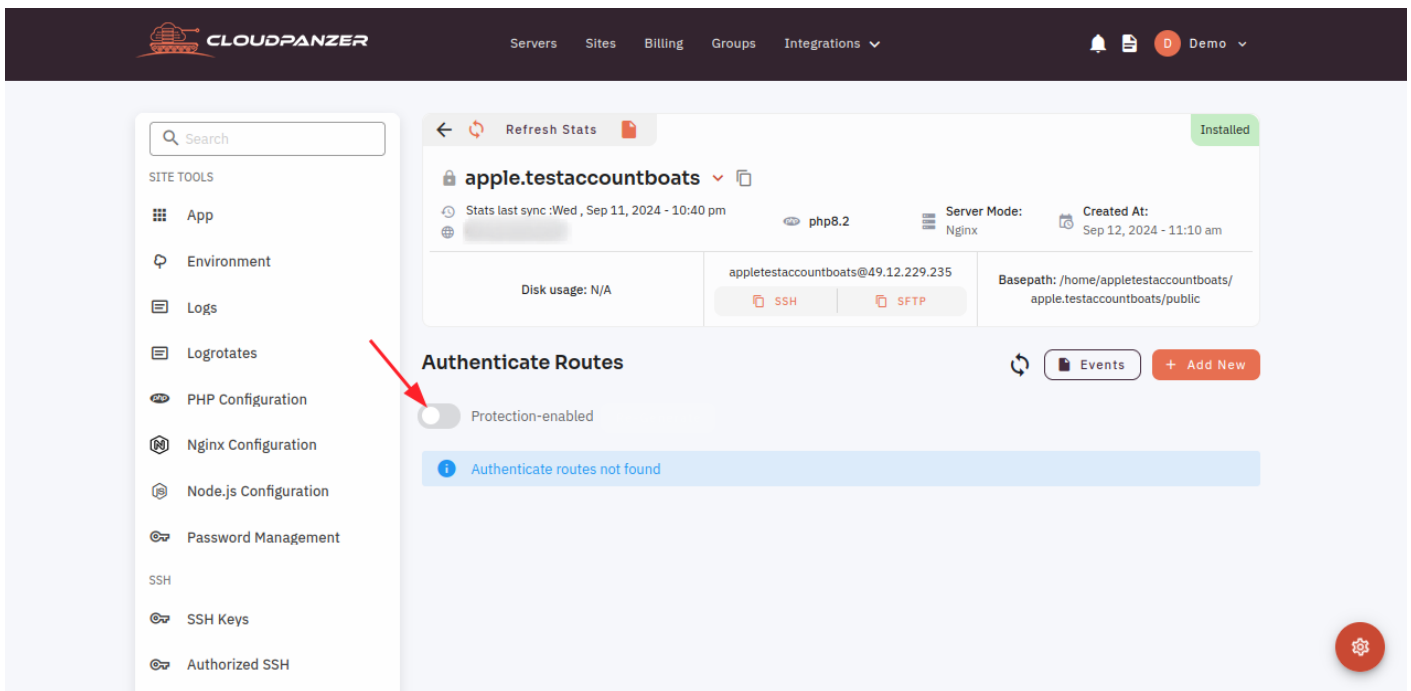 CLOUDPANZER
Servers Sites Billing Groups Integrations
D Demo
Search
SITE TOOLS
App
Environment
Logs
Logrotates
PHP Configuration
Nginx Configuration
Node.js Configuration
Password Management
SSH
SSH Keys
Authorized SSH
Refresh Stats
Installed
apple.testaccountboats
Stats last sync :Wed , Sep 11, 2024 - 10:40 pm
php php8.2
Server Mode:
Nginx
Created At:
Sep 12, 2024 - 11:10 am
Disk usage: N/A
appletestaccountboats@49.12.229.235
SSH SFTP
Basepath: /home/appletestaccountboats/
apple.testaccountboats/public
Authenticate Routes
Events
+ Add New
Protection-enabled
Authenticate routes not found